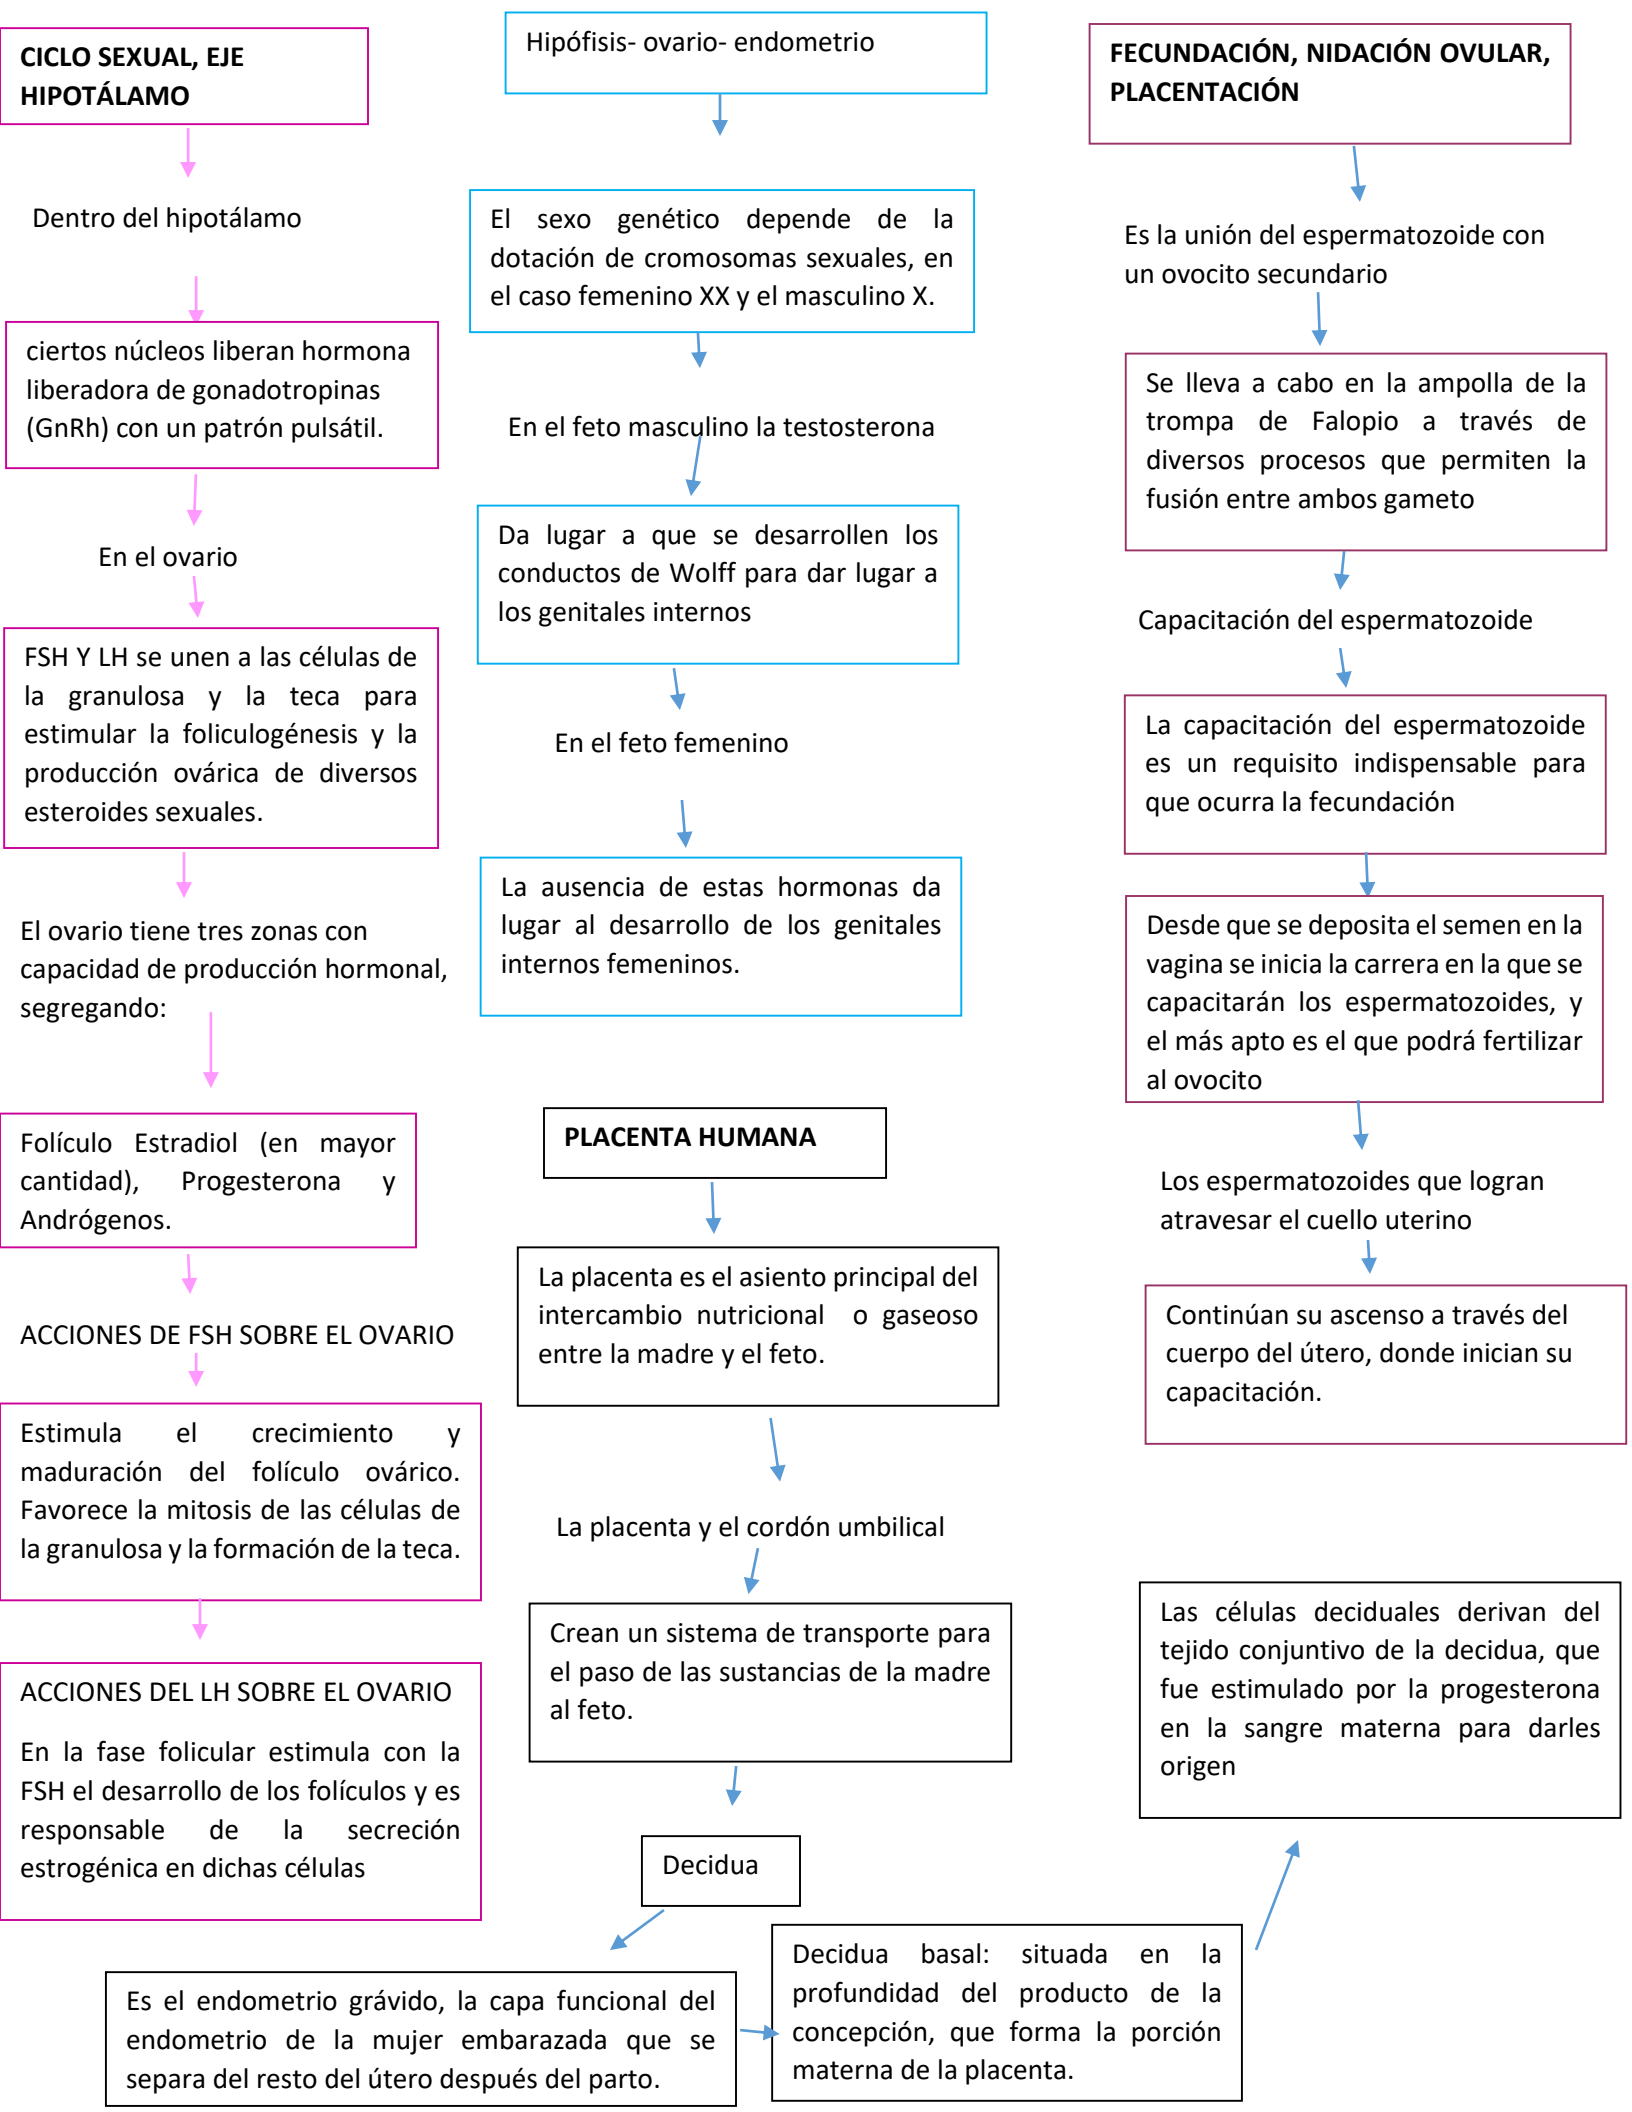 CICLO SEXUAL, EJE
HIPOTÁLAMO
Dentro del hipotálamo
ciertos núcleos liberan hormona
liberadora de gonadotropinas
(GnRh) con un patrón pulsátil.
En el ovario
FSH Y LH se unen a las células de
la granulosa y la teca para
estimular la foliculogénesis y la
producción ovárica de diversos
esteroides sexuales.
El ovario tiene tres zonas con
capacidad de producción hormonal,
segregando:
Folículo Estradiol (en mayor
cantidad), Progesterona y
Andrógenos.
ACCIONES DE FSH SOBRE EL OVARIO
Estimula el crecimiento y
maduración del folículo ovárico.
Favorece la mitosis de las células de
la granulosa y la formación de la teca.
ACCIONES DEL LH SOBRE EL OVARIO
En la fase folicular estimula con la
FSH el desarrollo de los folículos y es
responsable de la secreción
estrogénica en dichas células
Hipófisis- ovario- endometrio
El sexo genético depende de la
dotación de cromosomas sexuales, en
el caso femenino XX y el masculino X.
En el feto masculino la testosterona
Da lugar a que se desarrollen los
conductos de Wolff para dar lugar a
los genitales internos
En el feto femenino
La ausencia de estas hormonas da
lugar al desarrollo de los genitales
internos femeninos.
PLACENTA HUMANA
La placenta es el asiento principal del
intercambio nutricional o gaseoso
entre la madre y el feto.
La placenta y el cordón umbilical
Crean un sistema de transporte para
el paso de las sustancias de la madre
al feto.
Decidua
Es el endometrio grávido, la capa funcional del
endometrio de la mujer embarazada que se
separa del resto del útero después del parto.
Decidua basal: situada en la
profundidad del producto de la
concepción, que forma la porción
materna de la placenta.
Las células deciduales derivan del
tejido conjuntivo de la decidua, que
fue estimulado por la progesterona
en la sangre materna para darles
origen
FECUNDACIÓN, NIDACIÓN OVULAR,
PLACENTACIÓN
Es la unión del espermatozoide con
un ovocito secundario
Se lleva a cabo en la ampolla de la
trompa de Falopio a través de
diversos procesos que permiten la
fusión entre ambos gameto
Capacitación del espermatozoide
La capacitación del espermatozoide
es un requisito indispensable para
que ocurra la fecundación
Desde que se deposita el semen en la
vagina se inicia la carrera en la que se
capacitarán los espermatozoides, y
el más apto es el que podrá fertilizar
al ovocito
Los espermatozoides que logran
atravesar el cuello uterino
Continúan su ascenso a través del
cuerpo del útero, donde inician su
capacitación.